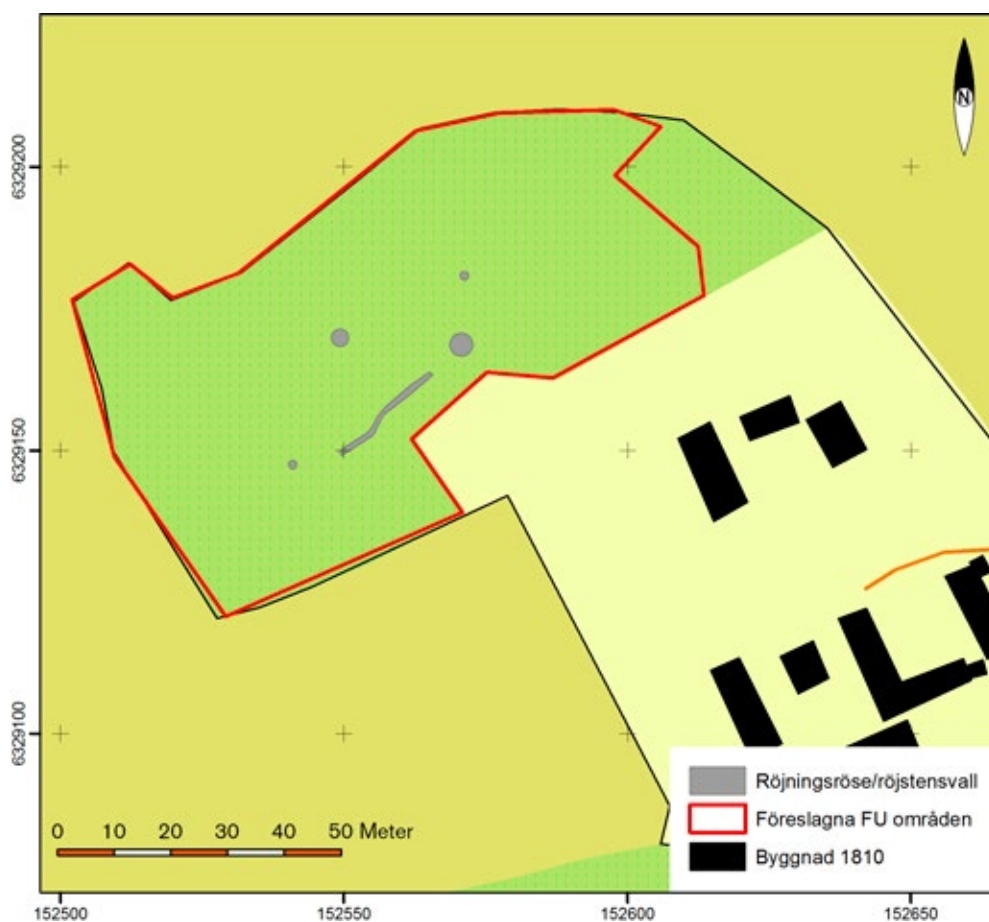 N
6329200
6329150
6329100
0 10 20 30 40 50 Meter
Röjningsröse/röjstensvall
Föreslagna FU områden
Byggnad 1810
152500 152550 152600 152650